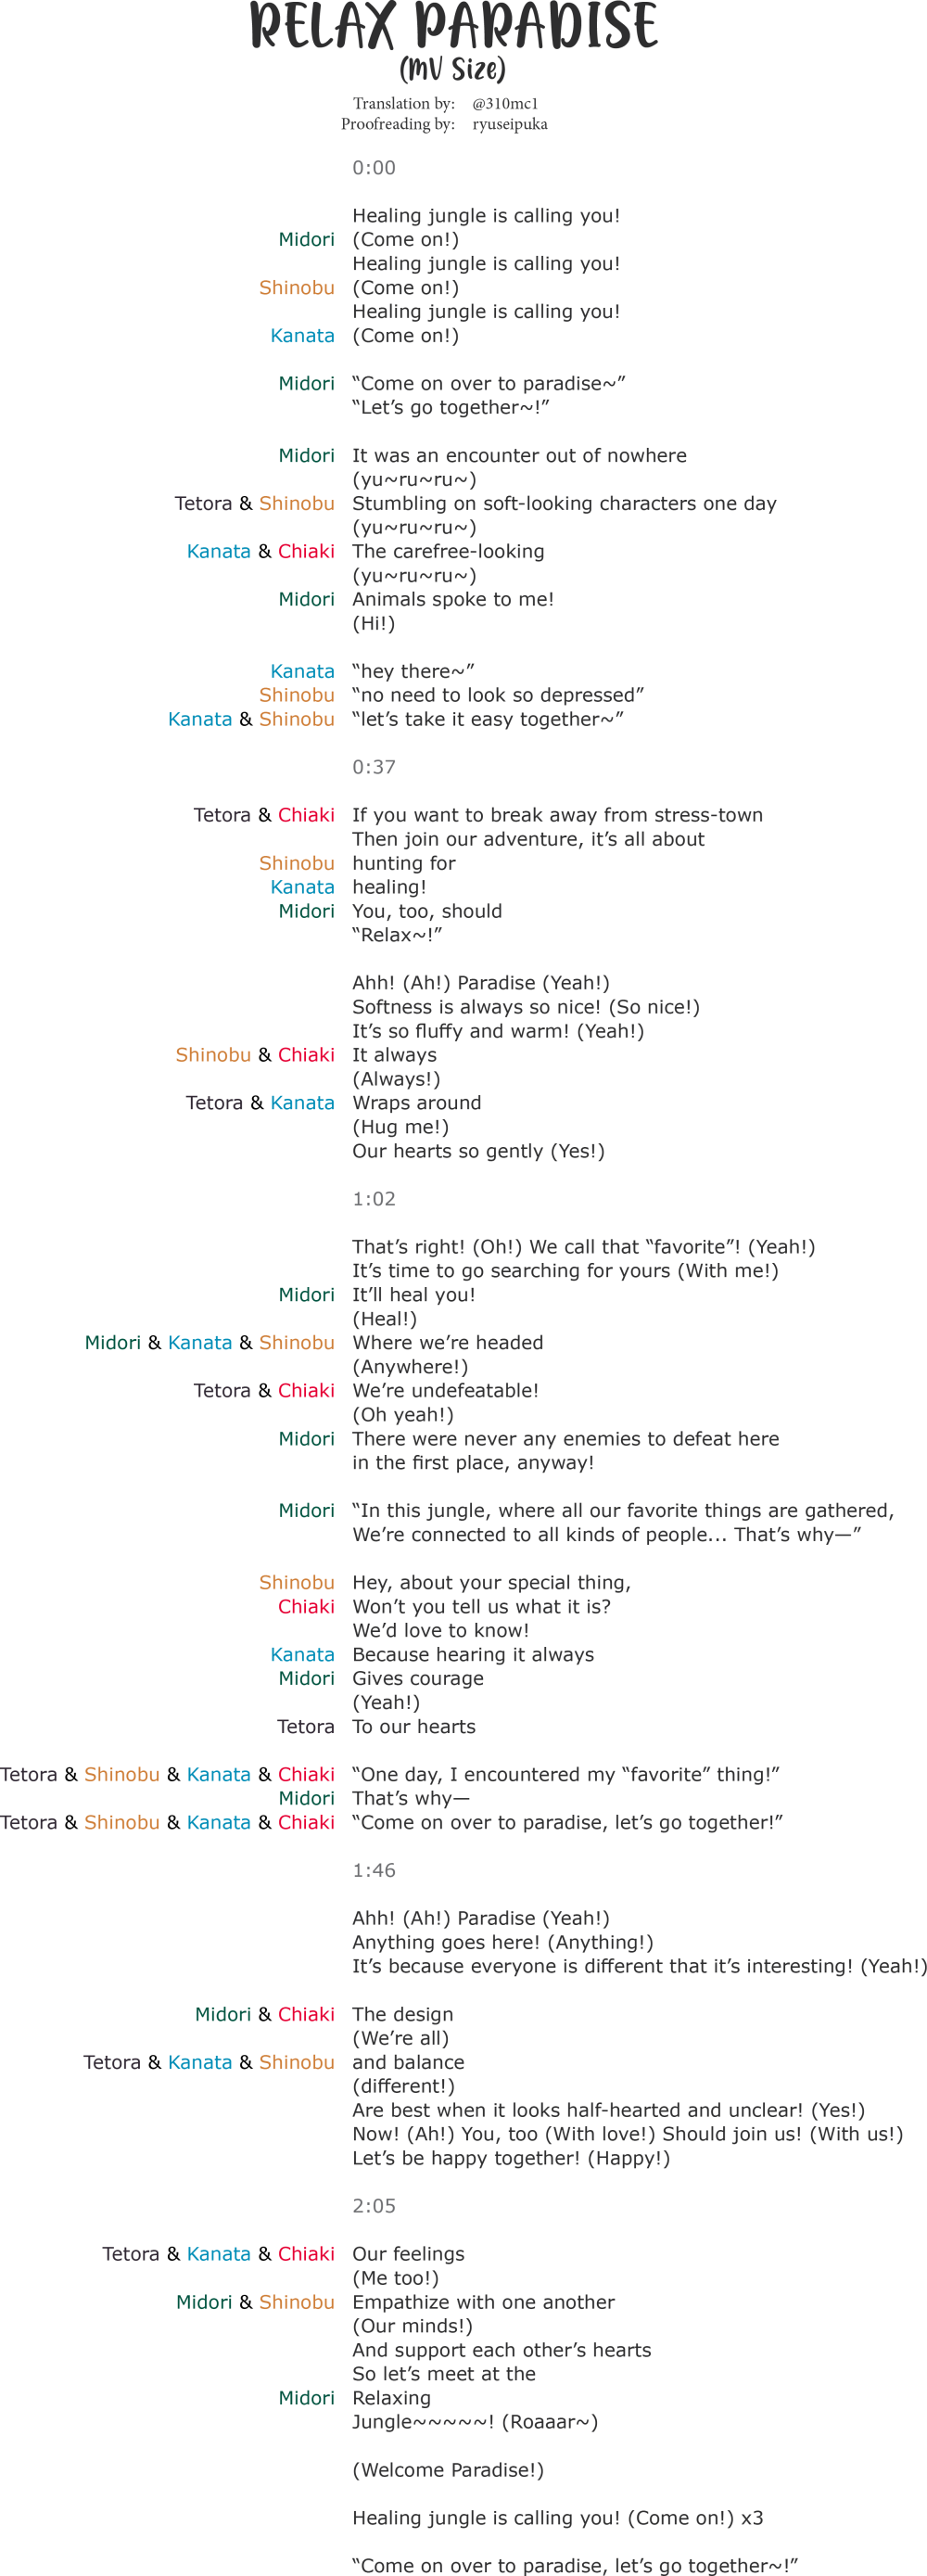 RELAX PARADISE
(MV Size)
Translation by: @310mc1
Proofreading by: ryuseipuka
0:00
Healing jungle is calling you!
Midori (Come on!)
Healing jungle is calling you!
Shinobu (Come on!)
Healing jungle is calling you!
Kanata (Come on!)
Midori “Come on over to paradise~”
“Let’s go together~!”
Midori It was an encounter out of nowhere
(yu~ru~ru~)
Tetora & Shinobu Stumbling on soft-looking characters one day
(yu~ru~ru~)
Kanata & Chiaki The carefree-looking
(yu~ru~ru~)
Midori Animals spoke to me!
(Hi!)
Kanata “hey there~”
Shinobu “no need to look so depressed”
Kanata & Shinobu “let’s take it easy together~”
0:37
Tetora & Chiaki If you want to break away from stress-town
Then join our adventure, it’s all about
Shinobu hunting for
Kanata healing!
Midori You, too, should
“Relax~!”
Ahh! (Ah!) Paradise (Yeah!)
Softness is always so nice! (So nice!)
It’s so fluffy and warm! (Yeah!)
Shinobu & Chiaki It always
(Always!)
Tetora & Kanata Wraps around
(Hug me!)
Our hearts so gently (Yes!)
1:02
That’s right! (Oh!) We call that “favorite”! (Yeah!)
It’s time to go searching for yours (With me!)
Midori It’ll heal you!
(Heal!)
Midori & Kanata & Shinobu Where we’re headed
(Anywhere!)
Tetora & Chiaki We’re undefeatable!
(Oh yeah!)
Midori There were never any enemies to defeat here
in the first place, anyway!
Midori “In this jungle, where all our favorite things are gathered,
We’re connected to all kinds of people... That’s why—”
Shinobu Hey, about your special thing,
Chiaki Won’t you tell us what it is?
We’d love to know!
Kanata Because hearing it always
Midori Gives courage
(Yeah!)
Tetora To our hearts
Tetora & Shinobu & Kanata & Chiaki “One day, I encountered my “favorite” thing!”
Midori That’s why—
Tetora & Shinobu & Kanata & Chiaki “Come on over to paradise, let’s go together!”
1:46
Ahh! (Ah!) Paradise (Yeah!)
Anything goes here! (Anything!)
It’s because everyone is different that it’s interesting! (Yeah!)
Midori & Chiaki The design
(We’re all)
Tetora & Kanata & Shinobu and balance
(different!)
Are best when it looks half-hearted and unclear! (Yes!)
Now! (Ah!) You, too (With love!) Should join us! (With us!)
Let’s be happy together! (Happy!)
2:05
Tetora & Kanata & Chiaki Our feelings
(Me too!)
Midori & Shinobu Empathize with one another
(Our minds!)
And support each other’s hearts
So let’s meet at the
Midori Relaxing
Jungle~~~~~! (Roaaar~)
(Welcome Paradise!)
Healing jungle is calling you! (Come on!) x3
“Come on over to paradise, let’s go together~!”